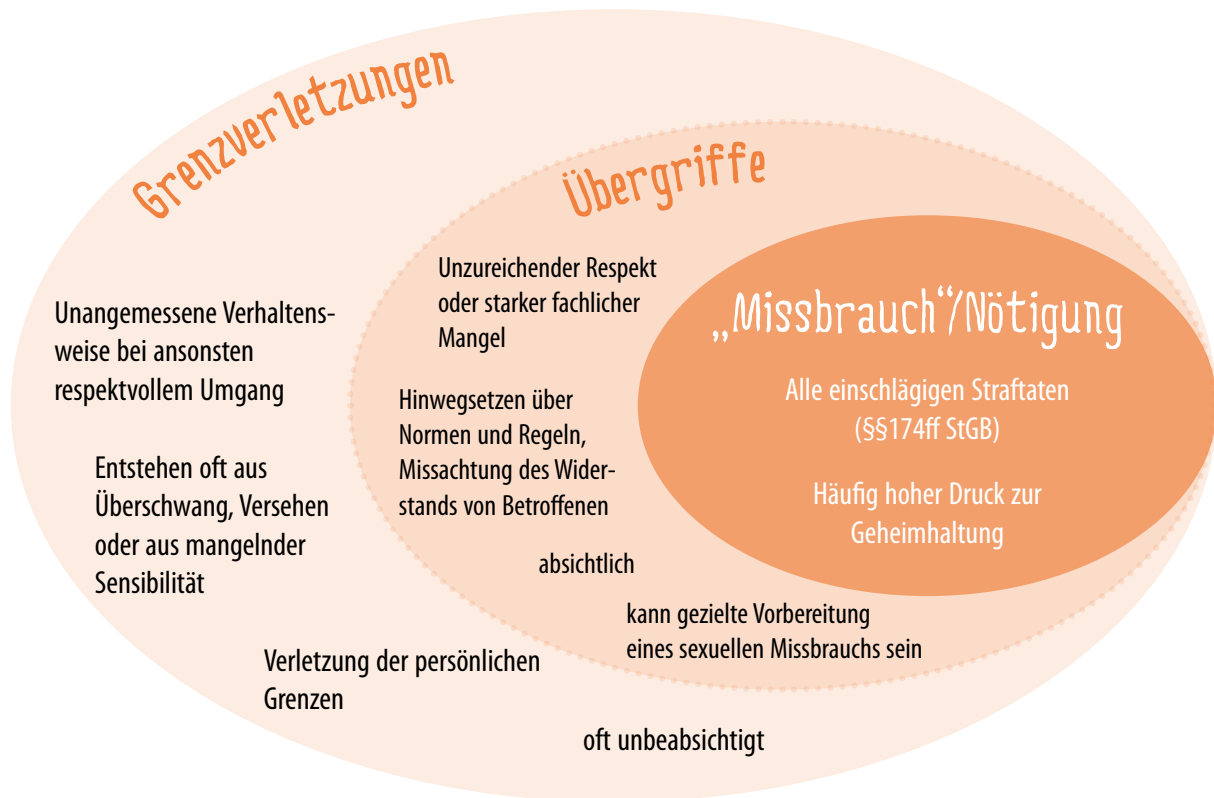 Grenzverletzungen
Unangemessene Verhaltens-
weise bei ansonsten
respektvollem Umgang
Entstehen oft aus
Überschwang, Versehen
oder aus mangelnder
Sensibilität
Verletzung der persönlichen
Grenzen
oft unbeabsichtigt
Übergriffe
Unzureichender Respekt
oder starker fachlicher
Mangel
Hinwegsetzen über
Normen und Regeln,
Missachtung des Wider-
stands von Betroffenen
absichtlich
kann gezielte Vorbereitung
eines sexuellen Missbrauchs sein
„Missbrauch“/Nötigung
Alle einschlägigen Straftaten
(§§174ff StGB)
Häufig hoher Druck zur
Geheimhaltung